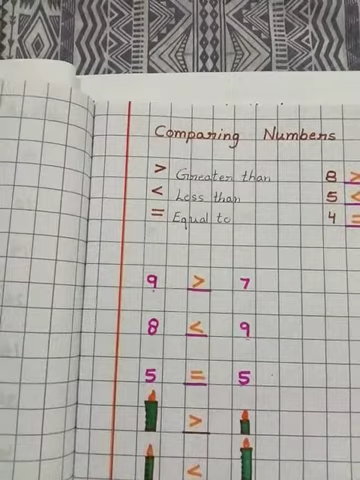 Comparing Numbers
> Greater than 8 >
< Less than 5 <
= Equal to 4 =
9 > 7
8 < 9
5 = 5
>
<